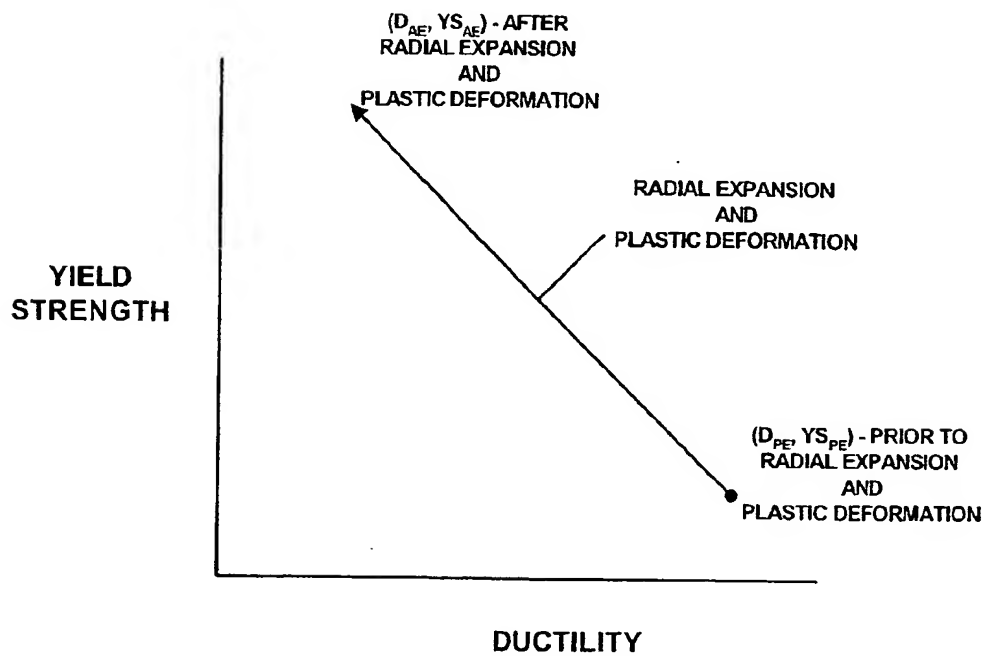 (D_AE, YS_AE) - AFTER
RADIAL EXPANSION
AND
PLASTIC DEFORMATION
RADIAL EXPANSION
AND
PLASTIC DEFORMATION
YIELD
STRENGTH
(D_PE, YS_PE) - PRIOR TO
RADIAL EXPANSION
AND
PLASTIC DEFORMATION
DUCTILITY